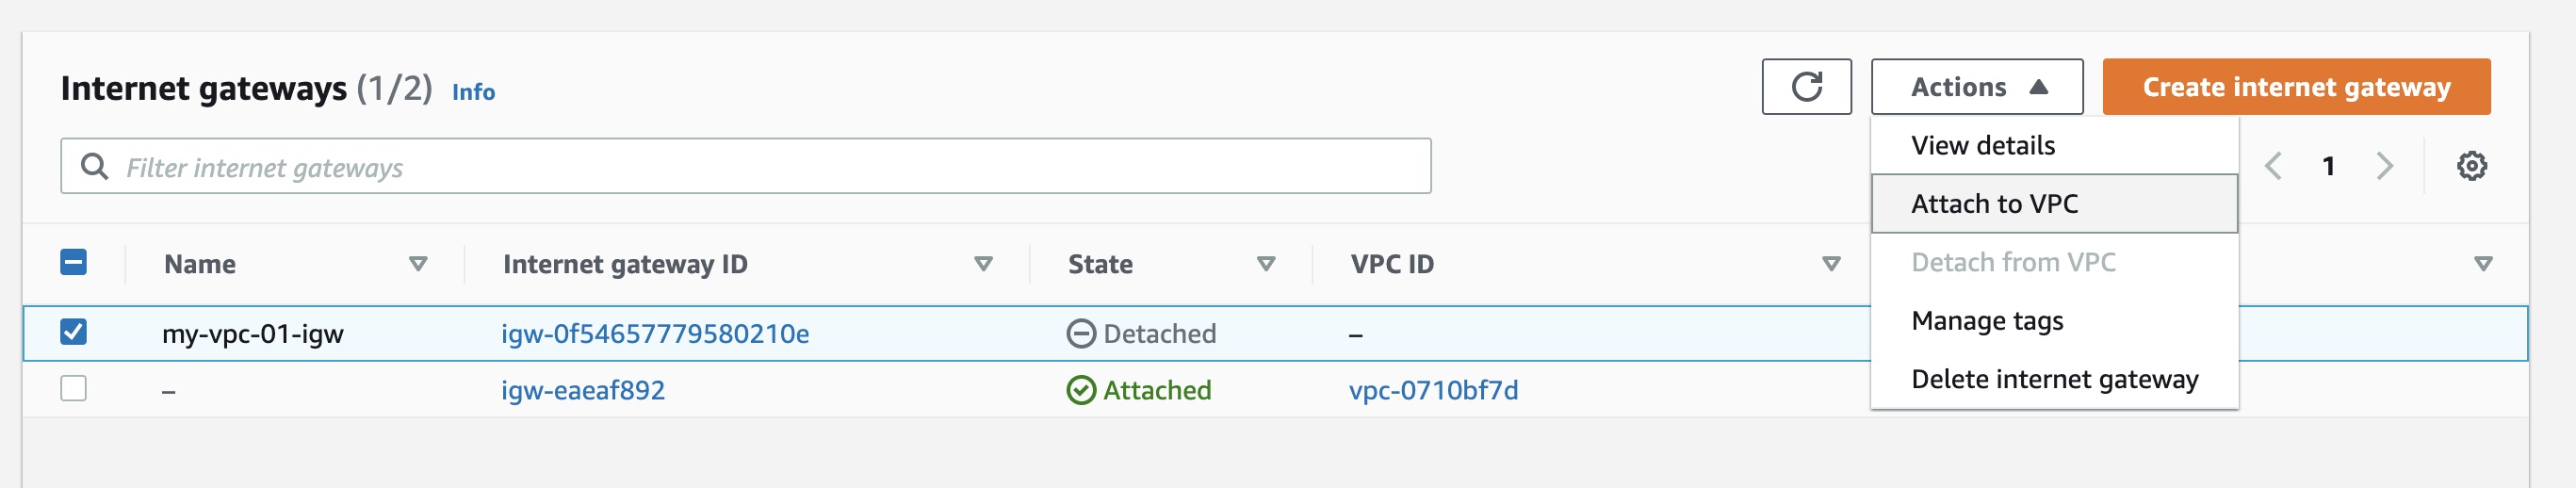 Internet gateways (1/2) Info
Actions
Create internet gateway
Filter internet gateways
1
View details
Attach to VPC
Detach from VPC
Manage tags
Delete internet gateway
Name Internet gateway ID State VPC ID
my-vpc-01-igw igw-0f54657779580210e Detached –
– igw-eaeaf892 Attached vpc-0710bf7d